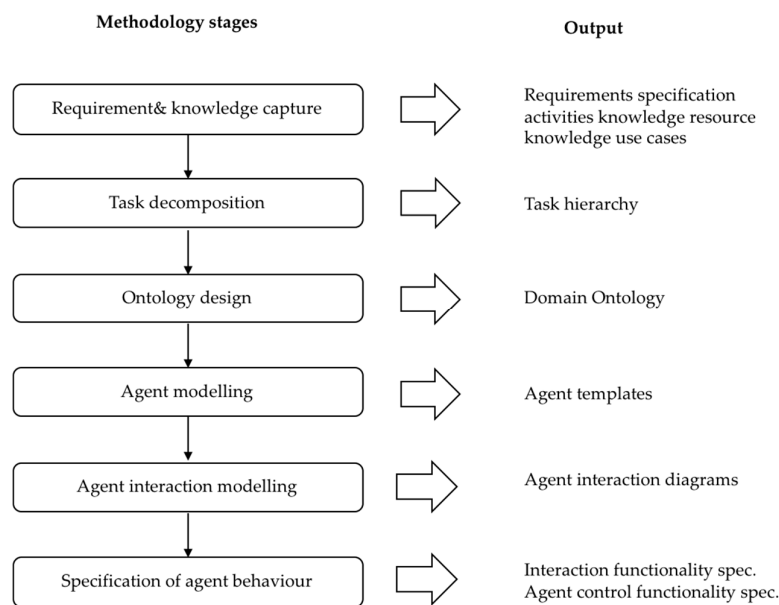 Methodology stages
Output
Requirement& knowledge capture
Requirements specification
activities knowledge resource
knowledge use cases
Task decomposition
Task hierarchy
Ontology design
Domain Ontology
Agent modelling
Agent templates
Agent interaction modelling
Agent interaction diagrams
Specification of agent behaviour
Interaction functionality spec.
Agent control functionality spec.